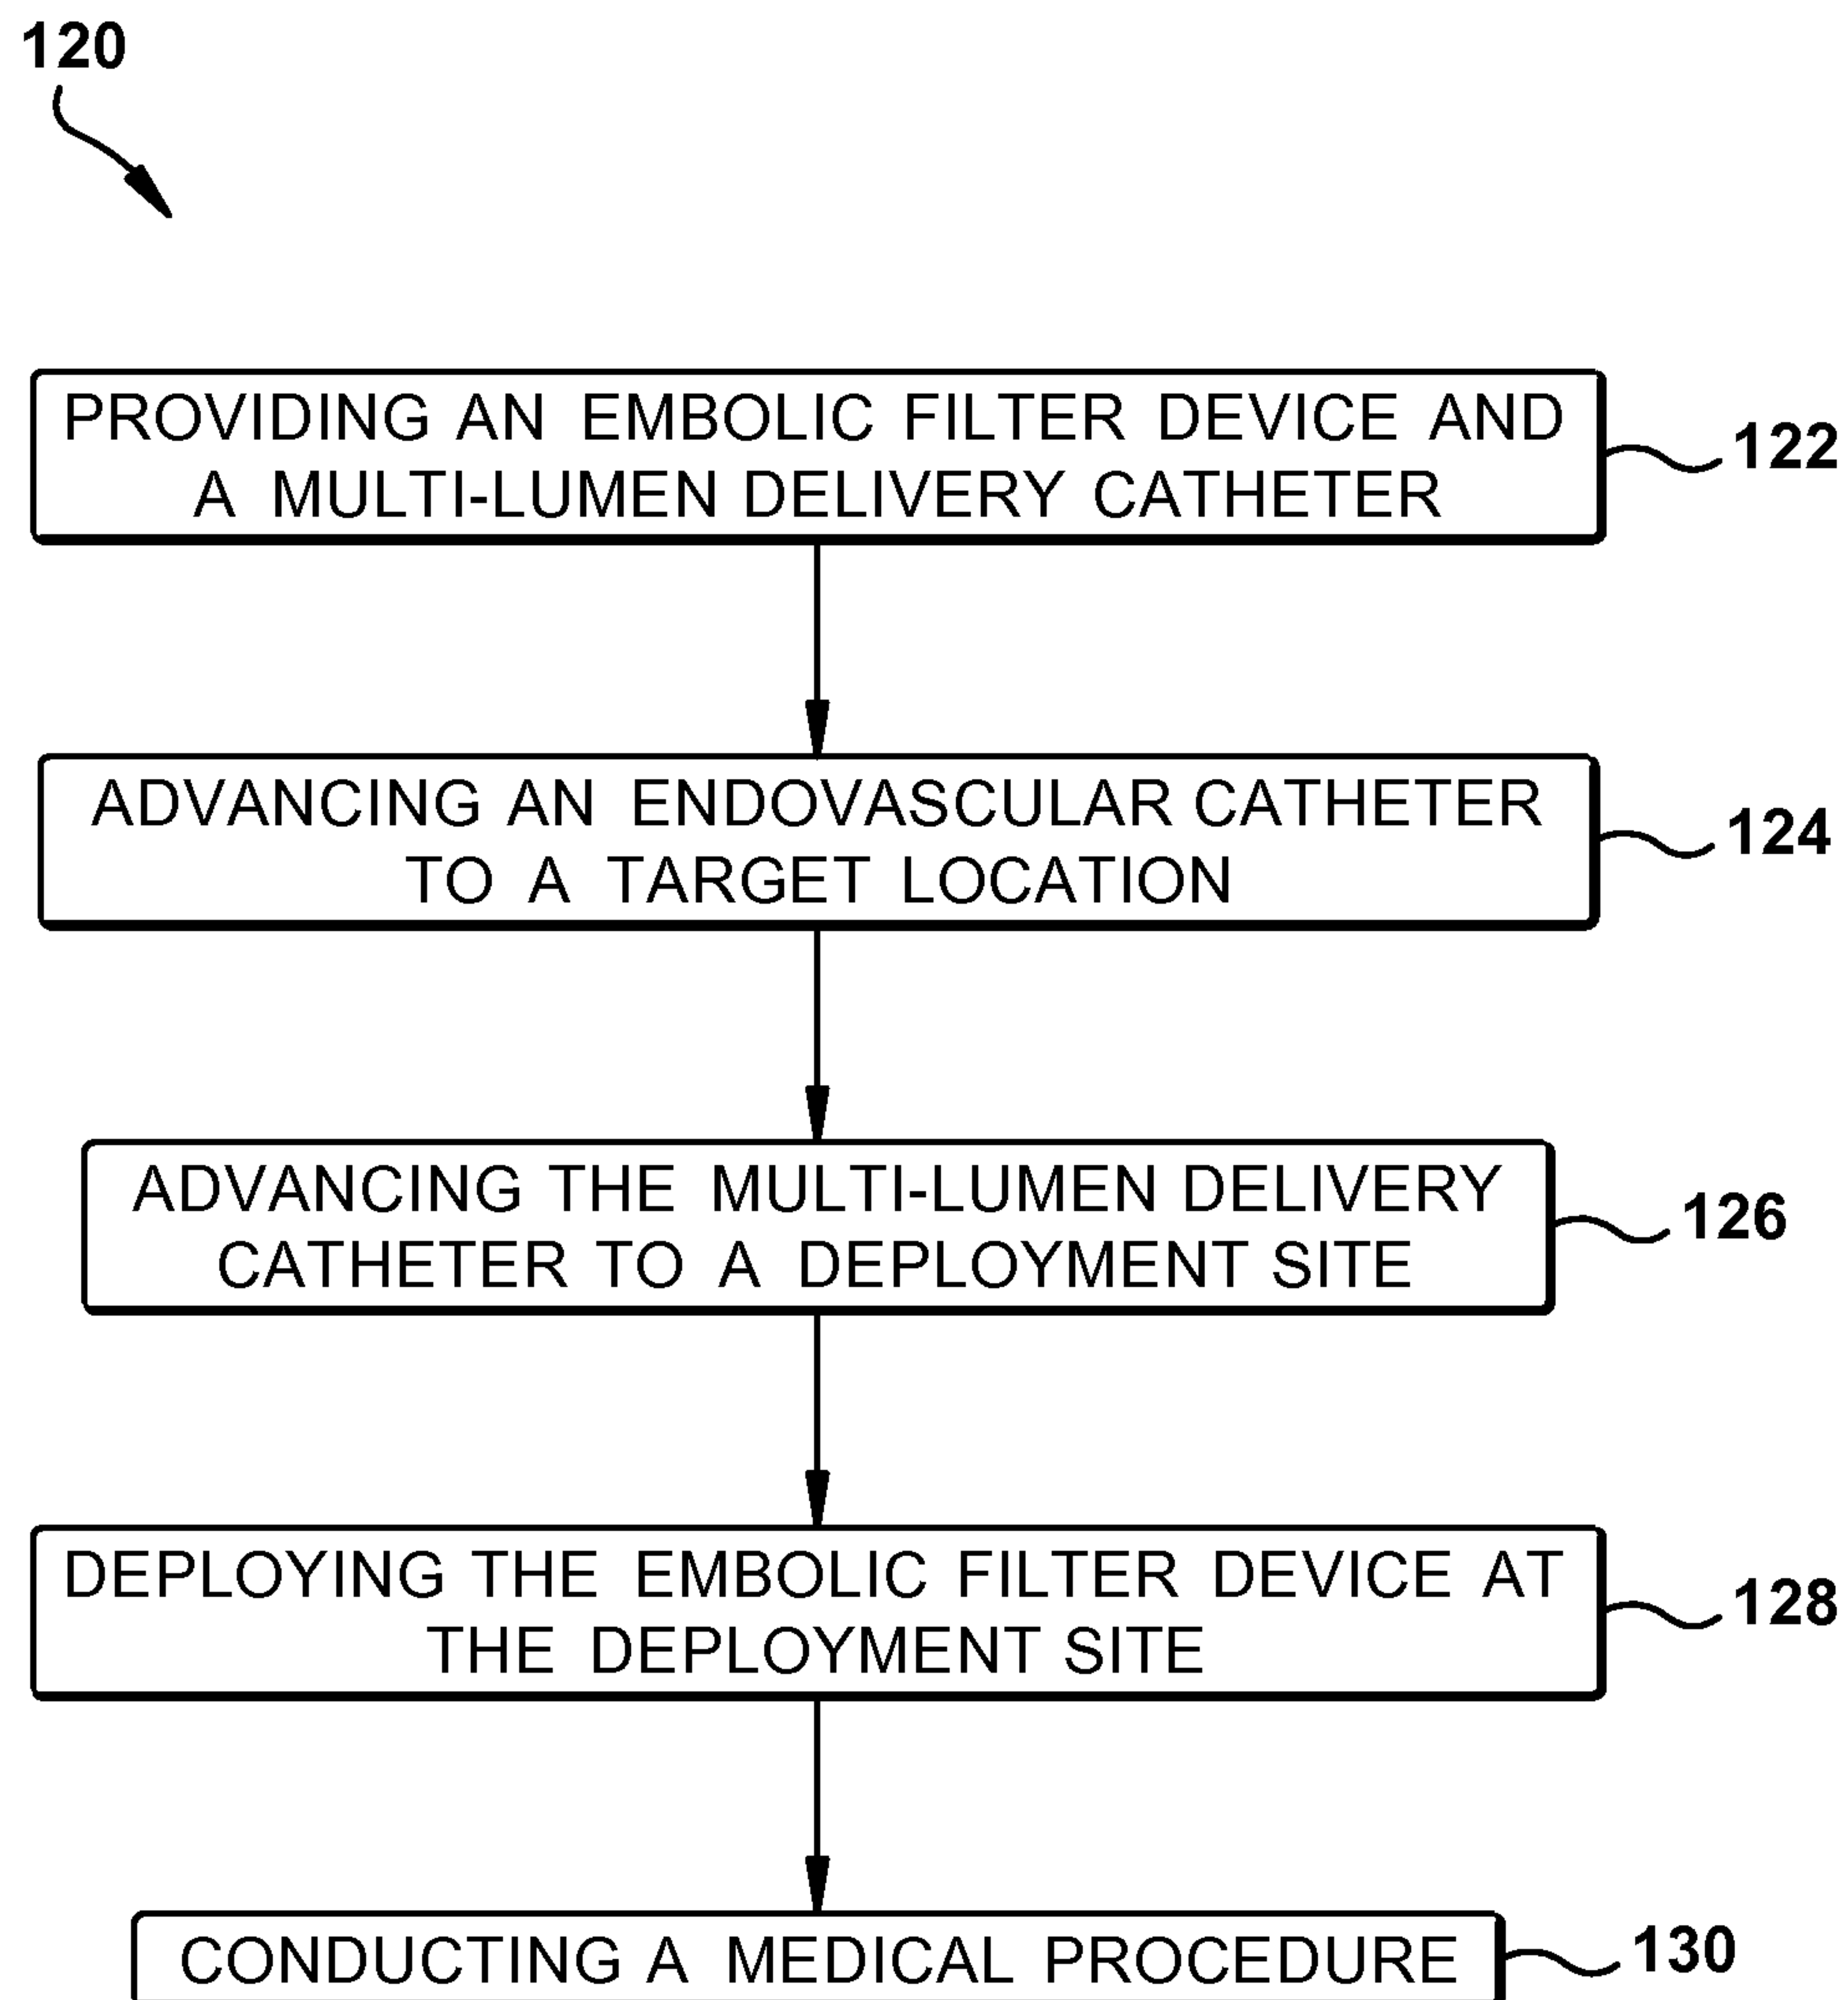 120
PROVIDING AN EMBOLIC FILTER DEVICE AND
A MULTI-LUMEN DELIVERY CATHETER
122
ADVANCING AN ENDOVASCULAR CATHETER
TO A TARGET LOCATION
124
ADVANCING THE MULTI-LUMEN DELIVERY
CATHETER TO A DEPLOYMENT SITE
126
DEPLOYING THE EMBOLIC FILTER DEVICE AT
THE DEPLOYMENT SITE
128
CONDUCTING A MEDICAL PROCEDURE
130